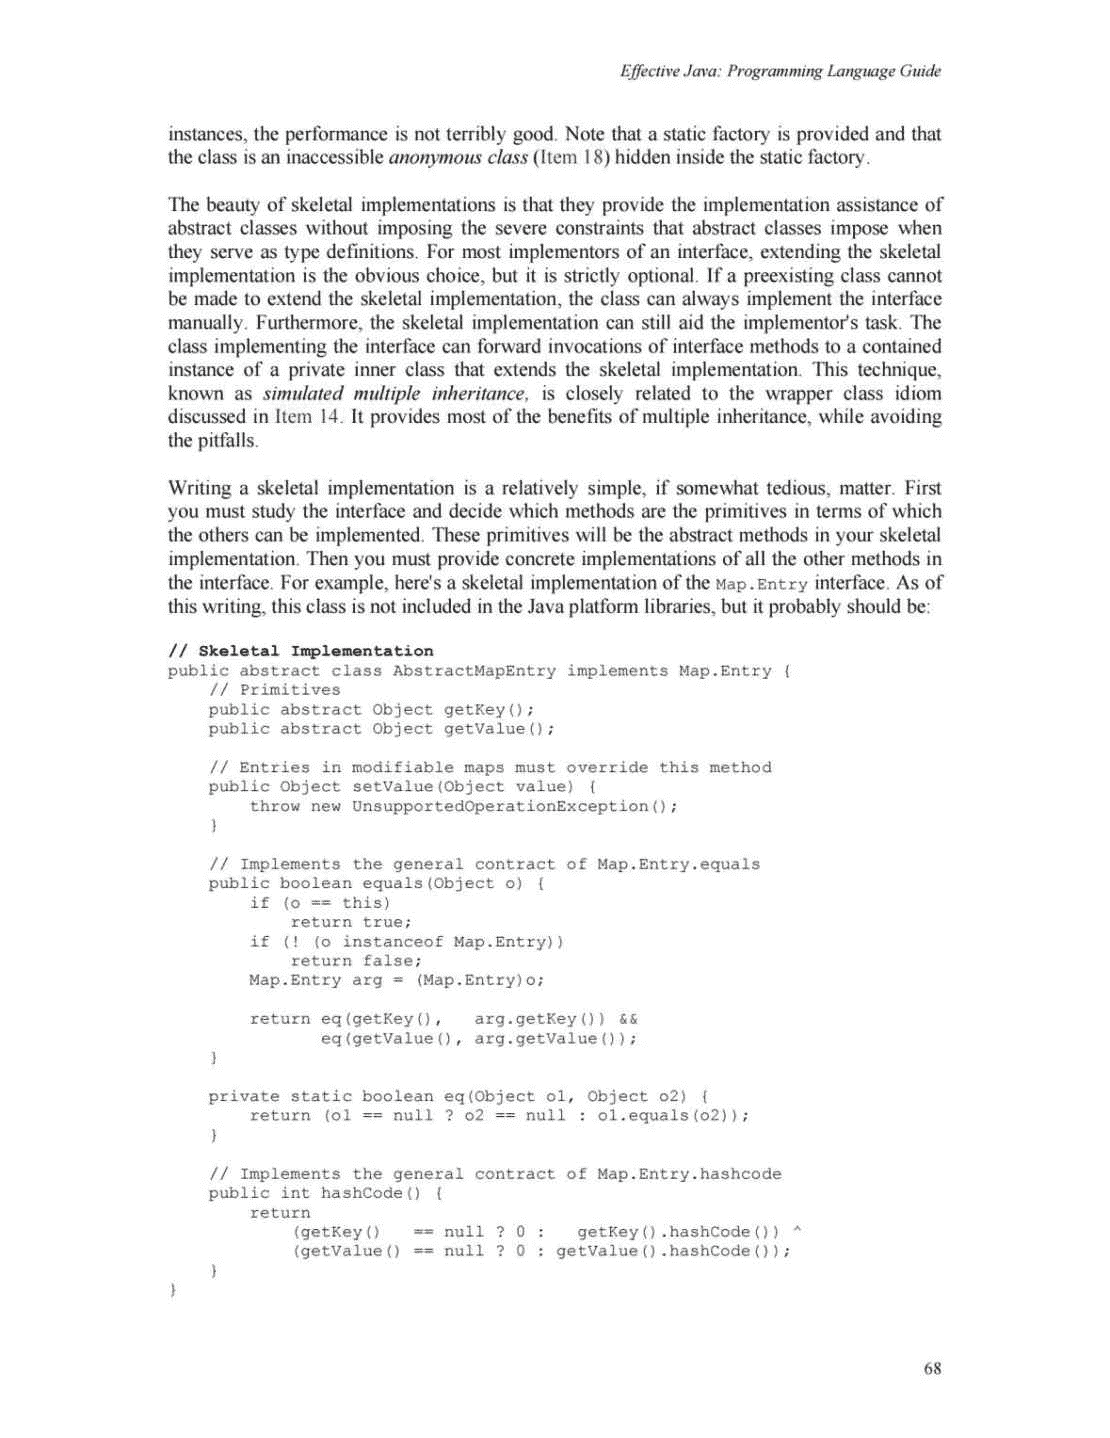 Effective Java: Programming Language Guide
instances, the performance is not terribly good. Note that a static factory is provided and that
the class is an inaccessible anonymous class (Item 18) hidden inside the static factory.
The beauty of skeletal implementations is that they provide the implementation assistance of
abstract classes without imposing the severe constraints that abstract classes impose when
they serve as type definitions. For most implementors of an interface, extending the skeletal
implementation is the obvious choice, but it is strictly optional. If a preexisting class cannot
be made to extend the skeletal implementation, the class can always implement the interface
manually. Furthermore, the skeletal implementation can still aid the implementor's task. The
class implementing the interface can forward invocations of interface methods to a contained
instance of a private inner class that extends the skeletal implementation. This technique,
known as simulated multiple inheritance, is closely related to the wrapper class idiom
discussed in Item 14. It provides most of the benefits of multiple inheritance, while avoiding
the pitfalls.
Writing a skeletal implementation is a relatively simple, if somewhat tedious, matter. First
you must study the interface and decide which methods are the primitives in terms of which
the others can be implemented. These primitives will be the abstract methods in your skeletal
implementation. Then you must provide concrete implementations of all the other methods in
the interface. For example, here's a skeletal implementation of the Map.Entry interface. As of
this writing, this class is not included in the Java platform libraries, but it probably should be:
// Skeletal Implementation
public abstract class AbstractMapEntry implements Map.Entry {
    // Primitives
    public abstract Object getKey();
    public abstract Object getValue();
    // Entries in modifiable maps must override this method
    public Object setValue(Object value) {
        throw new UnsupportedOperationException();
    }
    // Implements the general contract of Map.Entry.equals
    public boolean equals(Object o) {
        if (o == this)
            return true;
        if (! (o instanceof Map.Entry))
            return false;
        Map.Entry arg = (Map.Entry)o;
        return eq(getKey(),   arg.getKey()) &&
               eq(getValue(), arg.getValue());
    }
    private static boolean eq(Object o1, Object o2) {
        return (o1 == null ? o2 == null : o1.equals(o2));
    }
    // Implements the general contract of Map.Entry.hashcode
    public int hashCode() {
        return
            (getKey()   == null ? 0 :   getKey().hashCode()) ^
            (getValue() == null ? 0 : getValue().hashCode());
    }
}
68